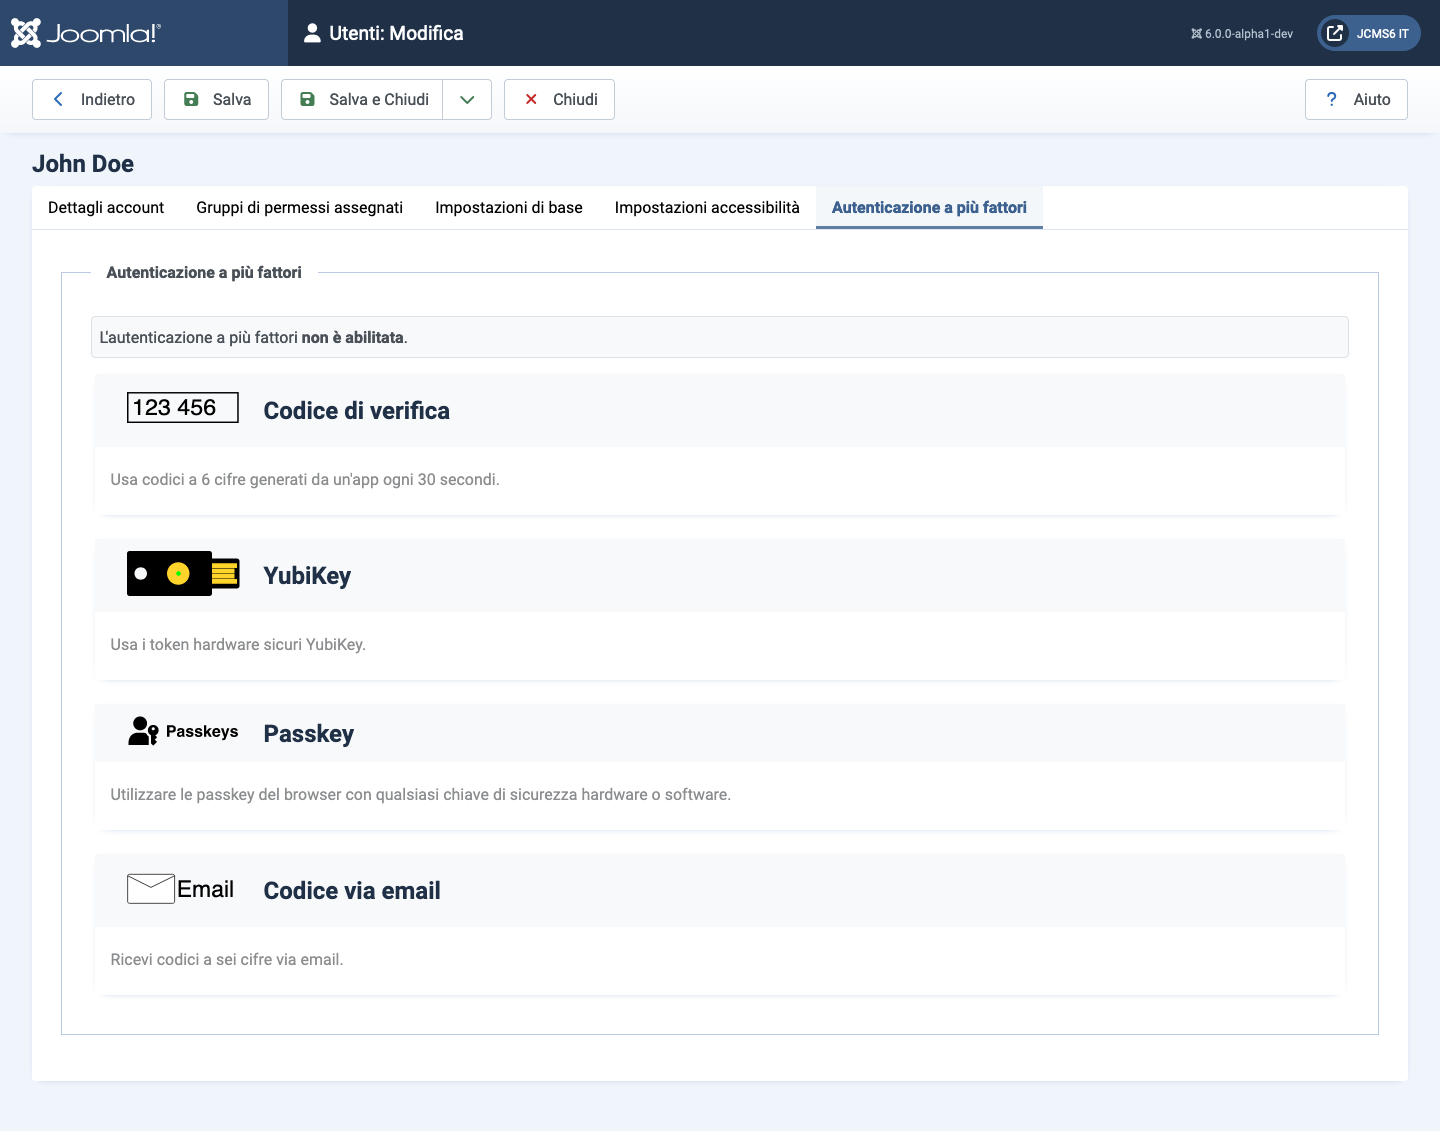 Joomla!®
Utenti: Modifica
6.0.0-alpha1-dev
JCMS6 IT
Indietro
Salva
Salva e Chiudi
Chiudi
? Aiuto
John Doe
Dettagli account
Gruppi di permessi assegnati
Impostazioni di base
Impostazioni accessibilità
Autenticazione a più fattori
Autenticazione a più fattori
L'autenticazione a più fattori non è abilitata.
123 456
Codice di verifica
Usa codici a 6 cifre generati da un'app ogni 30 secondi.
YubiKey
Usa i token hardware sicuri YubiKey.
Passkeys
Passkey
Utilizzare le passkey del browser con qualsiasi chiave di sicurezza hardware o software.
Email
Codice via email
Ricevi codici a sei cifre via email.